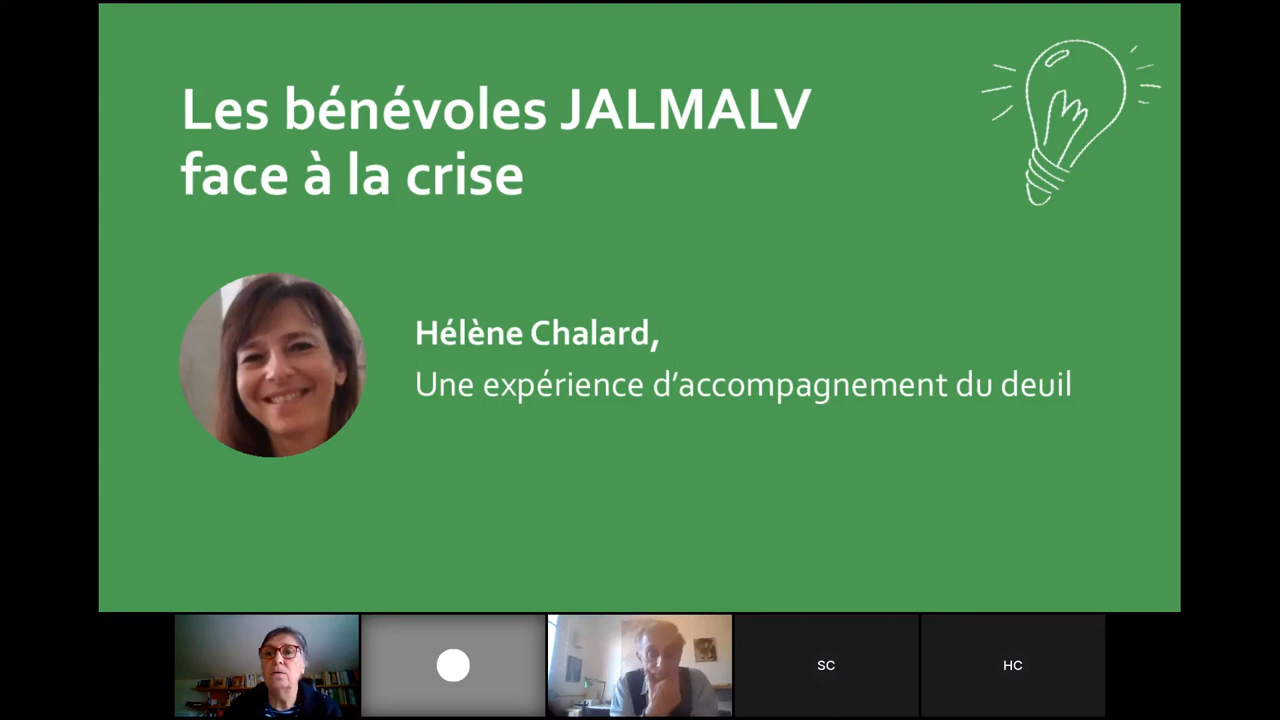 Les bénévoles JALMALV
face à la crise
Hélène Chalard,
Une expérience d'accompagnement du deuil
SC
HC